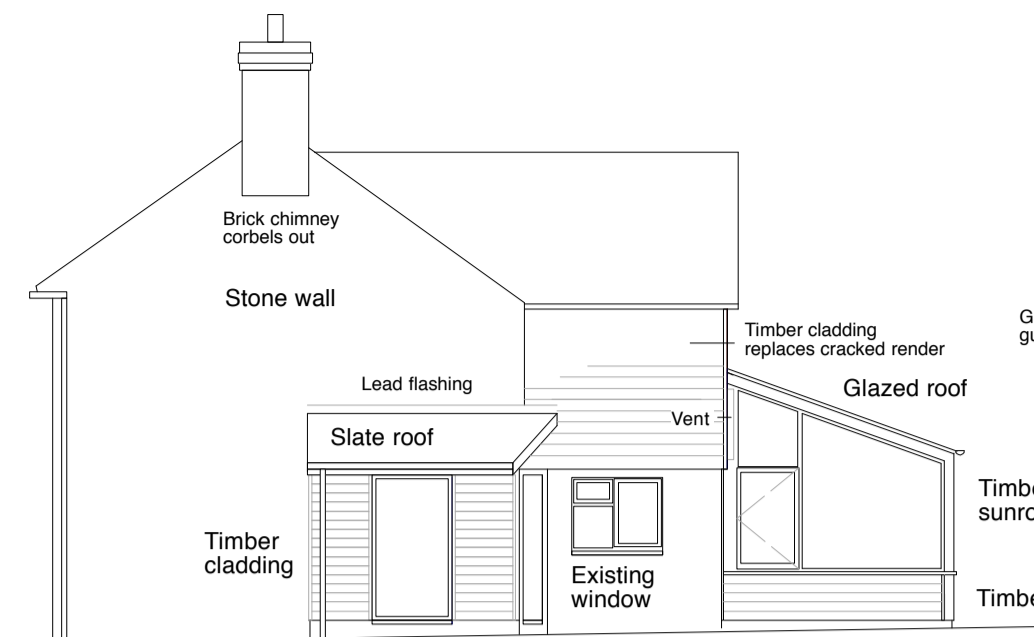 Brick chimney
corbels out
Stone wall
Timber cladding
replaces cracked render
Lead flashing
Glazed roof
Slate roof
Vent
Timber
cladding
Existing
window